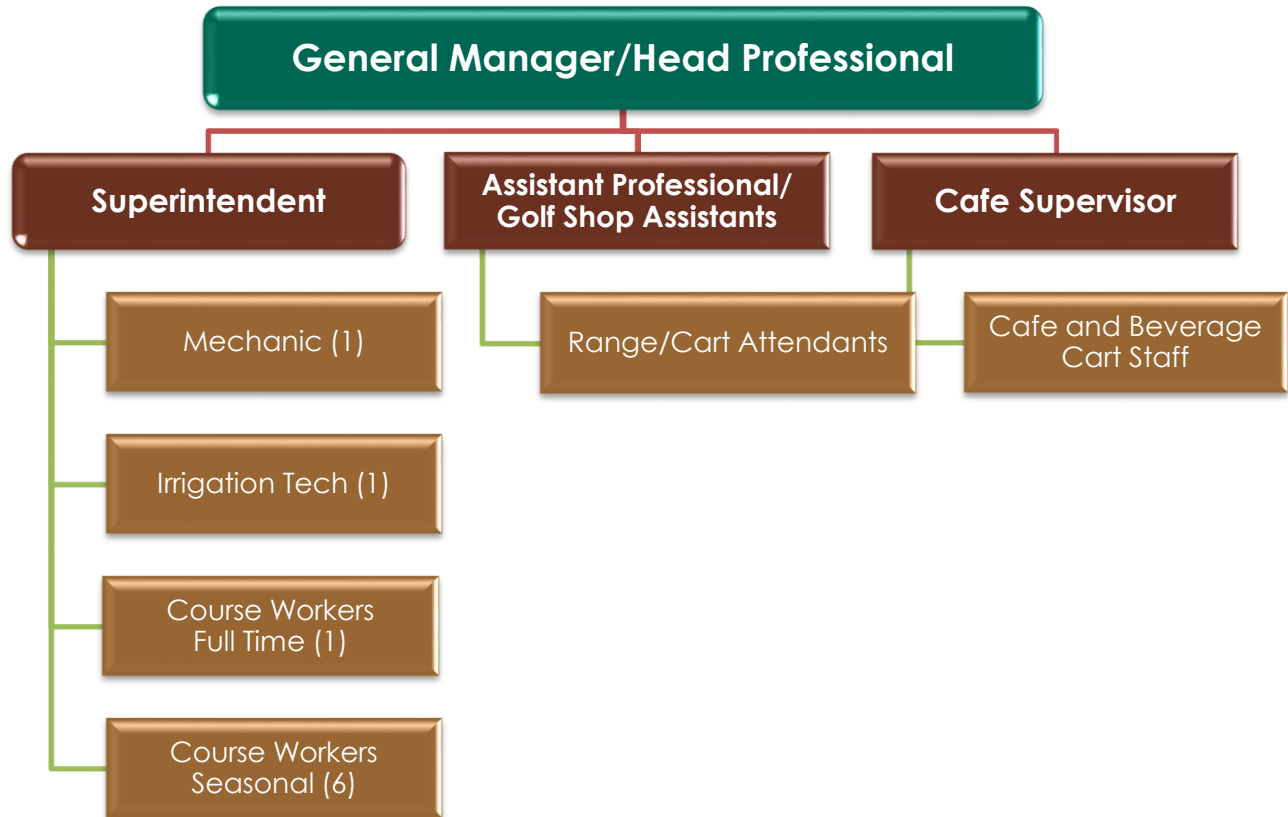 General Manager/Head Professional
Superintendent
Assistant Professional/
Golf Shop Assistants
Cafe Supervisor
Mechanic (1)
Range/Cart Attendants
Cafe and Beverage
Cart Staff
Irrigation Tech (1)
Course Workers
Full Time (1)
Course Workers
Seasonal (6)